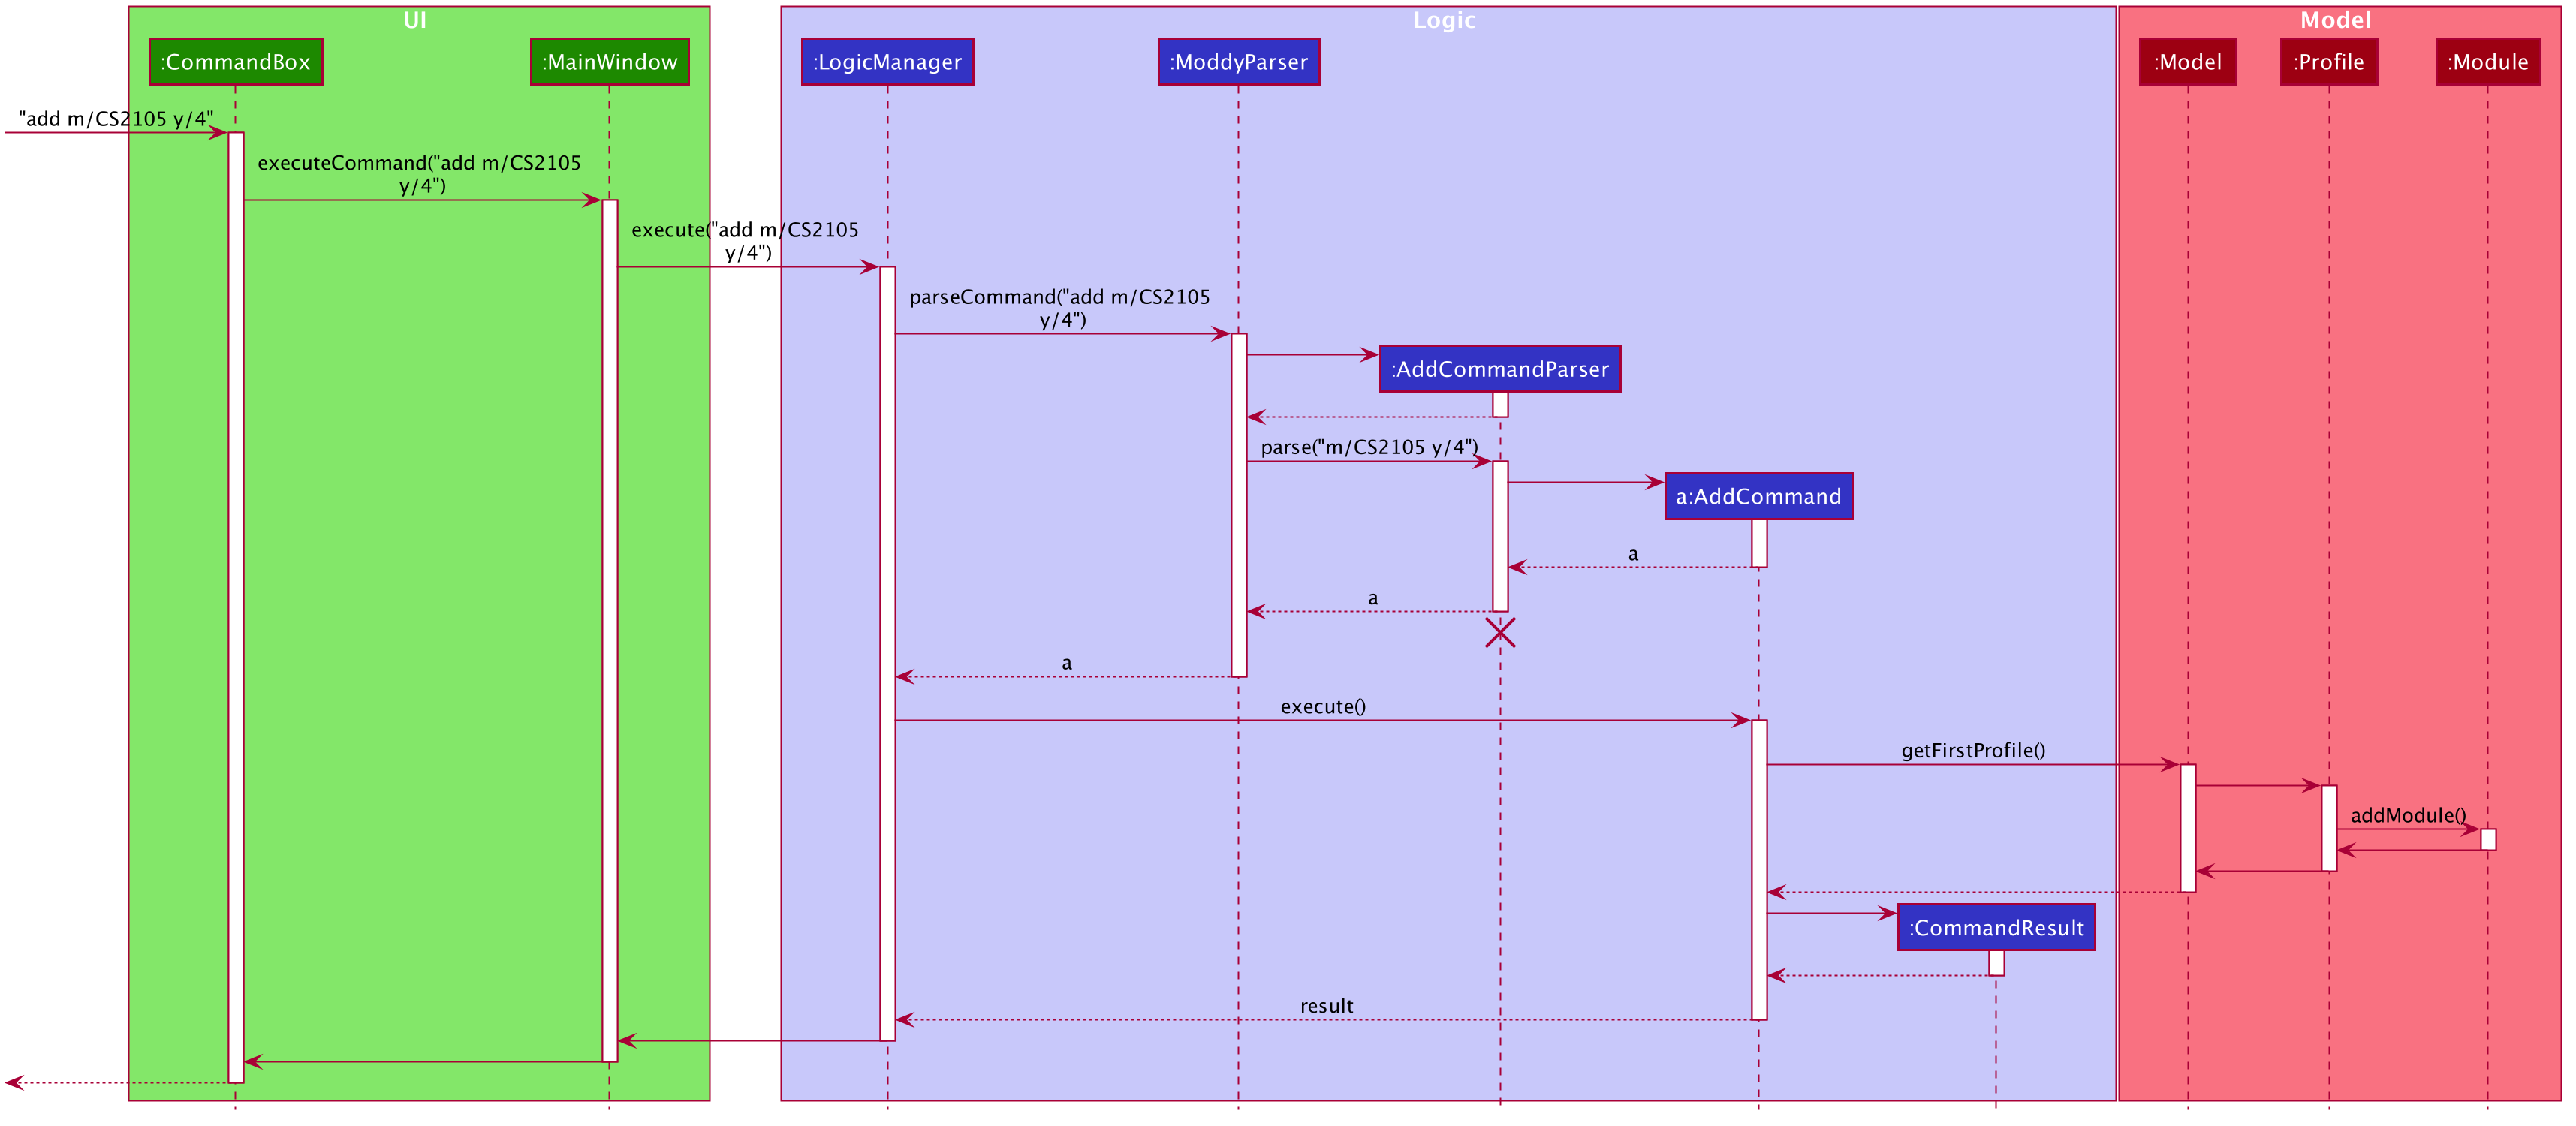 UI
Logic
Model
:CommandBox
:MainWindow
:LogicManager
:ModdyParser
:Model
:Profile
:Module
"add m/CS2105 y/4"
executeCommand("add m/CS2105
y/4")
execute("add m/CS2105
y/4")
parseCommand("add m/CS2105
y/4")
:AddCommandParser
parse("m/CS2105 y/4")
a:AddCommand
a
a
a
execute()
getFirstProfile()
addModule()
:CommandResult
result